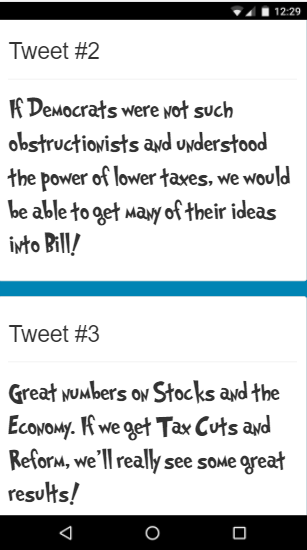 12:29
Tweet #2
If Democrats were not such
obstructionists and understood
the power of lower taxes, we would
be able to get many of their ideas
into Bill!
Tweet #3
Great numbers on Stocks and the
Economy. If we get Tax Cuts and
Reform, we'll really see some great
results!